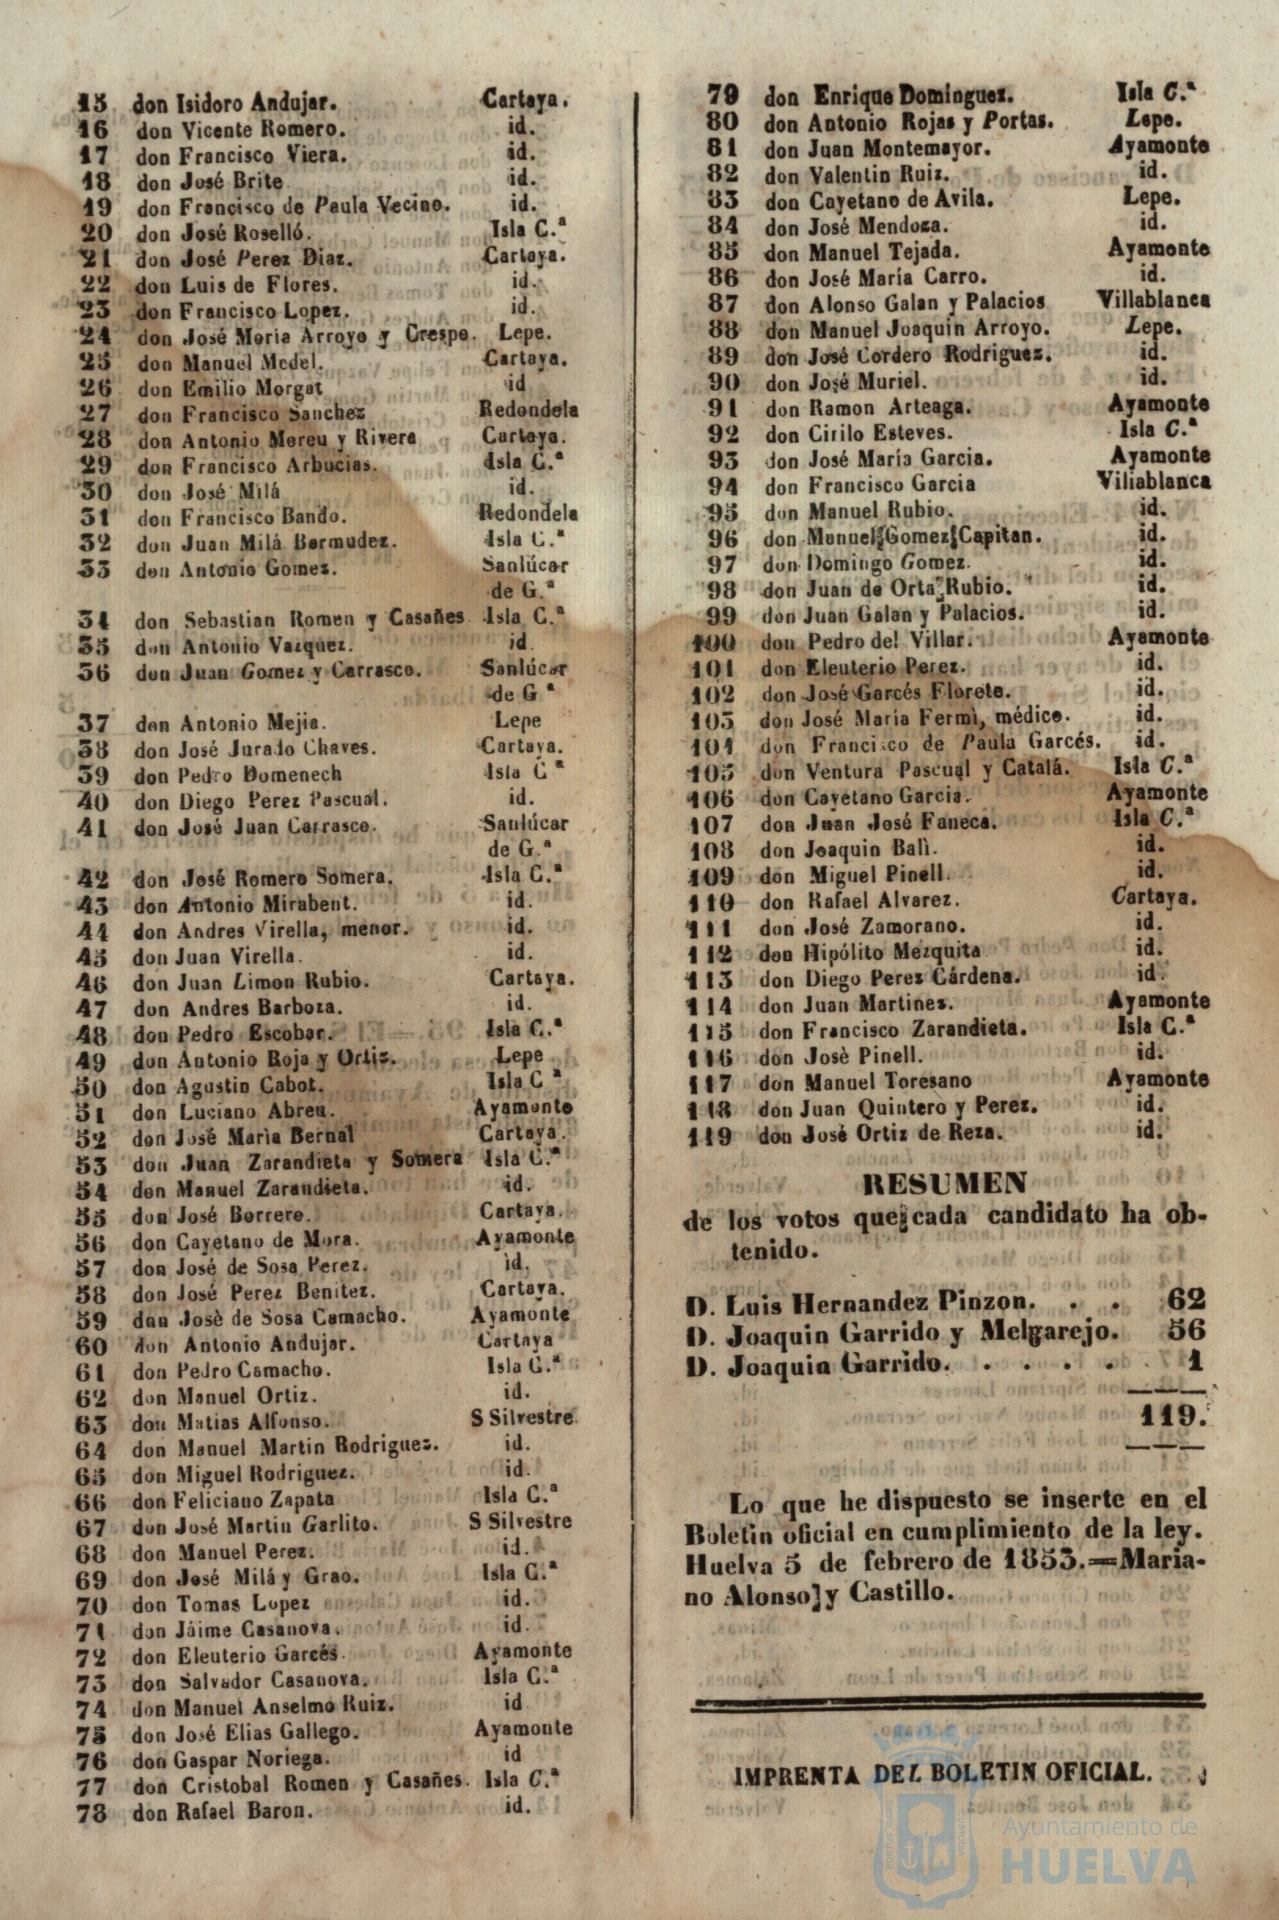 15 don Isidoro Andujar. Cartaya.
16 don Vicente Romero. id.
17 don Francisco Viera. id.
18 don José Brite id.
19 don Francisco de Paula Vecino. id.
20 don José Roselló. Isla C.ª
21 don José Perez Diaz. Cartaya.
22 don Luis de Flores. id.
23 don Francisco Lopez. id.
24 don José Maria Arroyo y Crespo. Lepe.
25 don Manuel Medel. Cartaya.
26 don Emilio Morgat id
27 don Francisco Sanchez Redondela
28 don Antonio Moreu y Rivera Cartaya.
29 don Francisco Arbucias. Isla C.ª
30 don José Milá id.
31 don Francisco Bando. Redondela
32 don Juan Milá Bermudez. Isla C.ª
33 don Antonio Gomez. Sanlúcar
de G.ª
34 don Sebastian Romen y Casañes Isla C.ª
35 don Antonio Vazquez. id
36 don Juan Gomez y Carrasco. Sanlúcar
de G ª
37 don Antonio Mejia. Lepe
38 don José Jurado Chaves. Cartaya.
39 don Pedro Domenech Isla C ª
40 don Diego Perez Pascual. id.
41 don José Juan Carrasco. Sanlúcar
de G.ª
42 don José Romero Somera. Isla C.ª
43 don Antonio Mirabent. id.
44 don Andres Virella, menor. id.
45 don Juan Virella. id.
46 don Juan Limon Rubio. Cartaya.
47 don Andres Barboza. id.
48 don Pedro Escobar. Isla C.ª
49 don Antonio Roja y Ortiz. Lepe
50 don Agustin Cabot. Isla C ª
51 don Luciano Abreu. Ayamonte
52 don José Marìa Bernal Cartaya.
53 don Juan Zarandieta y Somera Isla C.ª
54 don Manuel Zarandieta. id.
55 don José Borrero. Cartaya.
56 don Cayetano de Mora. Ayamonte
57 don José de Sosa Perez. id.
58 don José Perez Benitez. Cartaya.
59 don Josè de Sosa Camacho. Ayamonte
60 don Antonio Andujar. Cartaya
61 don Pedro Camacho. Isla C.ª
62 don Manuel Ortiz. id.
63 don Matias Alfonso. S Silvestre
64 don Manuel Martin Rodriguez. id.
65 don Miguel Rodriguez. id.
66 don Feliciano Zapata Isla C.ª
67 don José Martin Garlito. S Silvestre
68 don Manuel Perez. id.
69 don José Milá y Grao. Isla C.ª
70 don Tomas Lopez id.
71 don Jáime Casanova. id.
72 don Eleuterio Garcés. Ayamonte
73 don Salvador Casanova. Isla C.ª
74 don Manuel Anselmo Ruiz. id
75 don José Elias Gallego. Ayamonte
76 don Gaspar Noriega. id
77 don Cristobal Romen y Casañes. Isla C.ª
78 don Rafael Baron. id.
79 don Enrique Dominguez. Isla C.ª
80 don Antonio Rojas y Portas. Lepe.
81 don Juan Montemayor. Ayamonte
82 don Valentin Ruiz. id.
83 don Cayetano de Avila. Lepe.
84 don José Mendoza. id.
85 don Manuel Tejada. Ayamonte
86 don José María Carro. id.
87 don Alonso Galan y Palacios Villablanca
88 don Manuel Joaquin Arroyo. Lepe.
89 don José Cordero Rodriguez. id.
90 don José Muriel. id.
91 don Ramon Arteaga. Ayamonte
92 don Cirilo Esteves. Isla C.ª
93 don José María Garcia. Ayamonte
94 don Francisco Garcia Villablanca
95 don Manuel Rubio. id.
96 don Manuel Gomez Capitan. id.
97 don Domingo Gomez. id.
98 don Juan de Orta Rubio. id.
99 don Juan Galan y Palacios. id.
100 don Pedro del Villar. Ayamonte
101 don Eleuterio Perez. id.
102 don José Garcés Florete. id.
103 don José María Fermì, médico. id.
104 don Francisco de Paula Garcés. id.
105 don Ventura Pascual y Catalá. Isla C.ª
106 don Cayetano Garcia. Ayamonte
107 don Juan José Faneca. Isla C.ª
108 don Joaquin Balì. id.
109 don Miguel Pinell. id.
110 don Rafael Alvarez. Cartaya.
111 don José Zamorano. id.
112 don Hipólito Mezquita id.
113 don Diego Perez Cárdena. id.
114 don Juan Martinez. Ayamonte
115 don Francisco Zarandieta. Isla C.ª
116 don Josè Pinell. id.
117 don Manuel Toresano Ayamonte
118 don Juan Quintero y Perez. id.
119 don José Ortiz de Reza. id.
RESUMEN
de los votos que cada candidato ha ob-
tenido.
D. Luis Hernandez Pinzon. . . 62
D. Joaquin Garrido y Melgarejo. 56
D. Joaquin Garrido. . . . . . 1
119.
Lo que he dispuesto se inserte en el
Boletin oficial en cumplimiento de la ley.
Huelva 5 de febrero de 1853.=Maria-
no Alonso y Castillo.
IMPRENTA DEL BOLETIN OFICIAL.
Ayuntamiento de
HUELVA